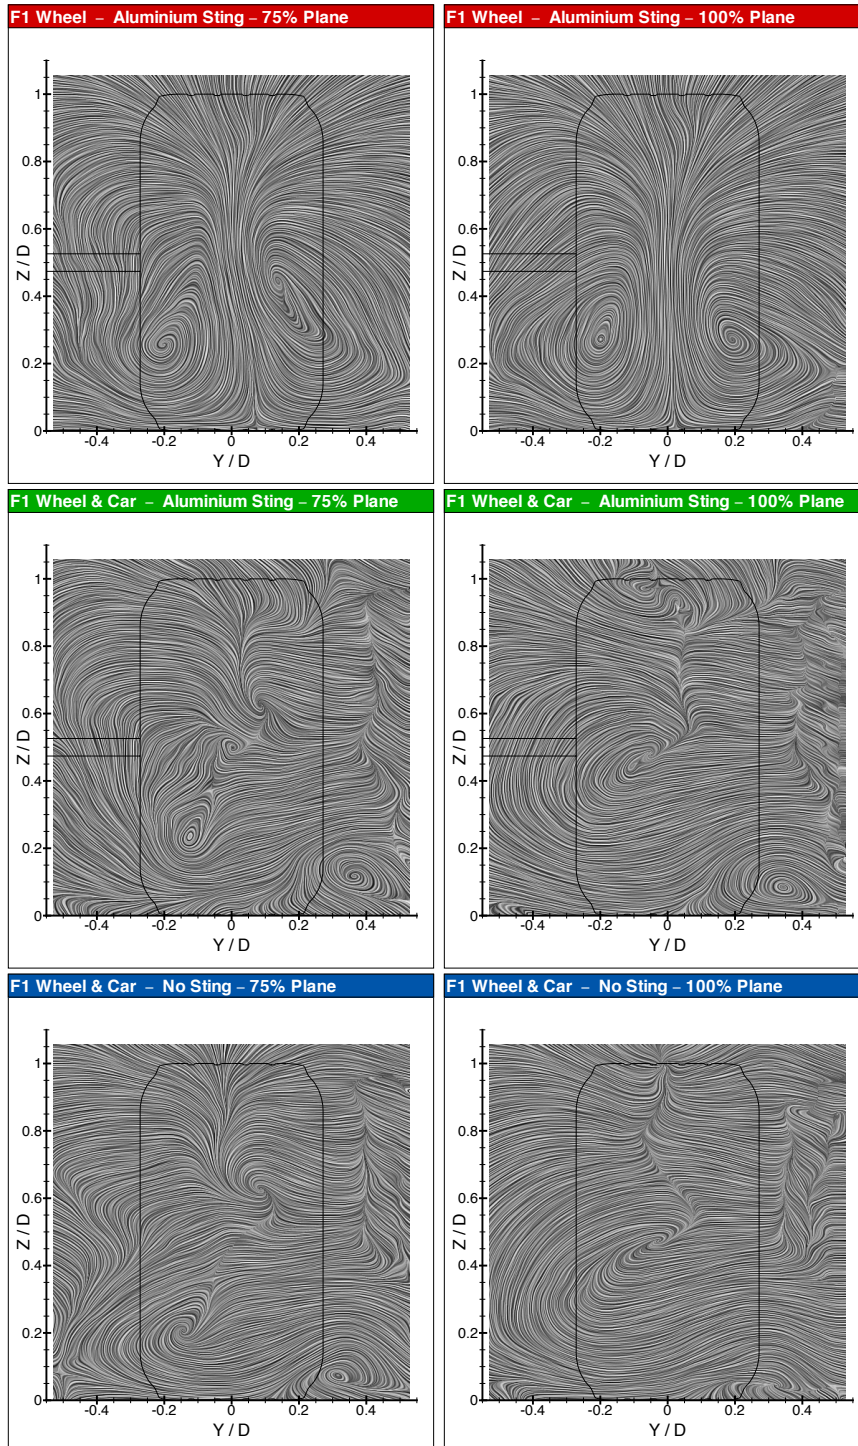 F1 Wheel – Aluminium Sting – 75% Plane
1
0.8
0.6
Z / D
0.4
0.2
0
-0.4 -0.2 0 0.2 0.4
Y / D
F1 Wheel – Aluminium Sting – 100% Plane
1
0.8
0.6
Z / D
0.4
0.2
0
-0.4 -0.2 0 0.2 0.4
Y / D
F1 Wheel & Car – Aluminium Sting – 75% Plane
1
0.8
0.6
Z / D
0.4
0.2
0
-0.4 -0.2 0 0.2 0.4
Y / D
F1 Wheel & Car – Aluminium Sting – 100% Plane
1
0.8
0.6
Z / D
0.4
0.2
0
-0.4 -0.2 0 0.2 0.4
Y / D
F1 Wheel & Car – No Sting – 75% Plane
1
0.8
0.6
Z / D
0.4
0.2
0
-0.4 -0.2 0 0.2 0.4
Y / D
F1 Wheel & Car – No Sting – 100% Plane
1
0.8
0.6
Z / D
0.4
0.2
0
-0.4 -0.2 0 0.2 0.4
Y / D